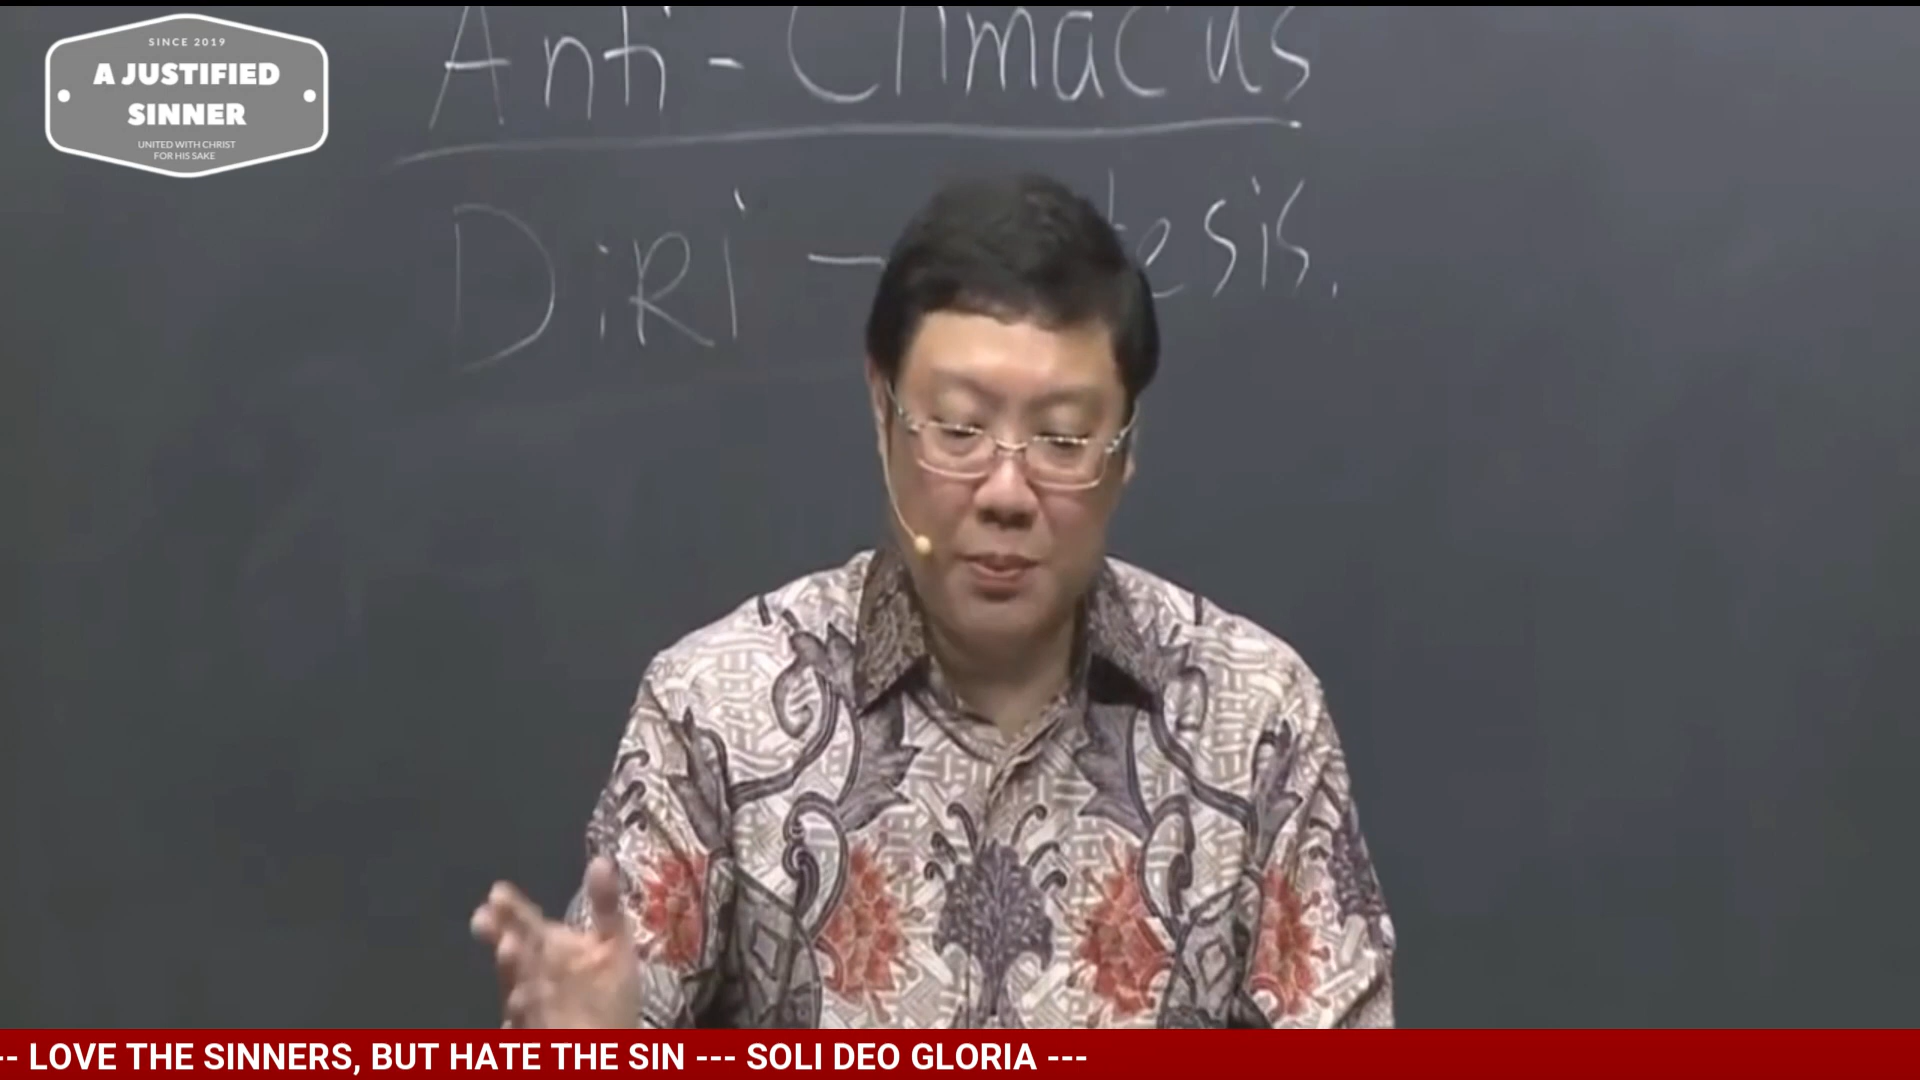 SINCE 2019
A JUSTIFIED
SINNER
UNITED WITH CHRIST
FOR HIS SAKE
Anti-Climacus
DiRi -
-- LOVE THE SINNERS, BUT HATE THE SIN --- SOLI DEO GLORIA ---